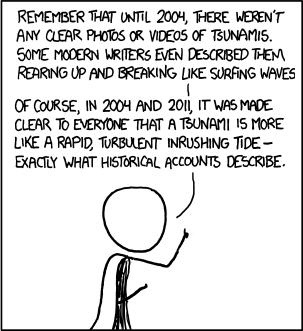 REMEMBER THAT UNTIL 2004, THERE WEREN'T
ANY CLEAR PHOTOS OR VIDEOS OF TSUNAMIS.
SOME MODERN WRITERS EVEN DESCRIBED THEM
REARING UP AND BREAKING LIKE SURFING WAVES
OF COURSE, IN 2004 AND 2011, IT WAS MADE
CLEAR TO EVERYONE THAT A TSUNAMI IS MORE
LIKE A RAPID, TURBULENT INRUSHING TIDE—
EXACTLY WHAT HISTORICAL ACCOUNTS DESCRIBE.